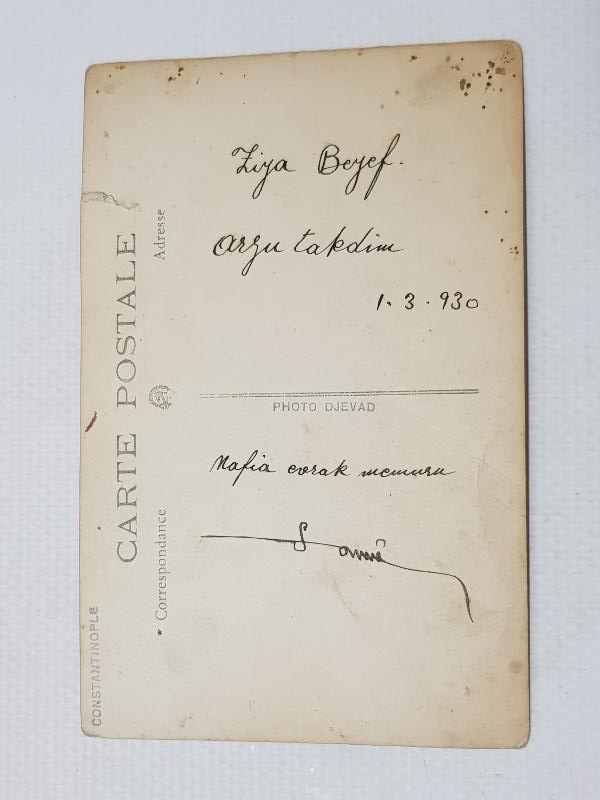 Ziya Beyef.
arzu takdim
1.3.930
PHOTO DJEVAD
Nafia evrak memuru
CARTE POSTALE
Adresse
Correspondance
CONSTANTINOPLE